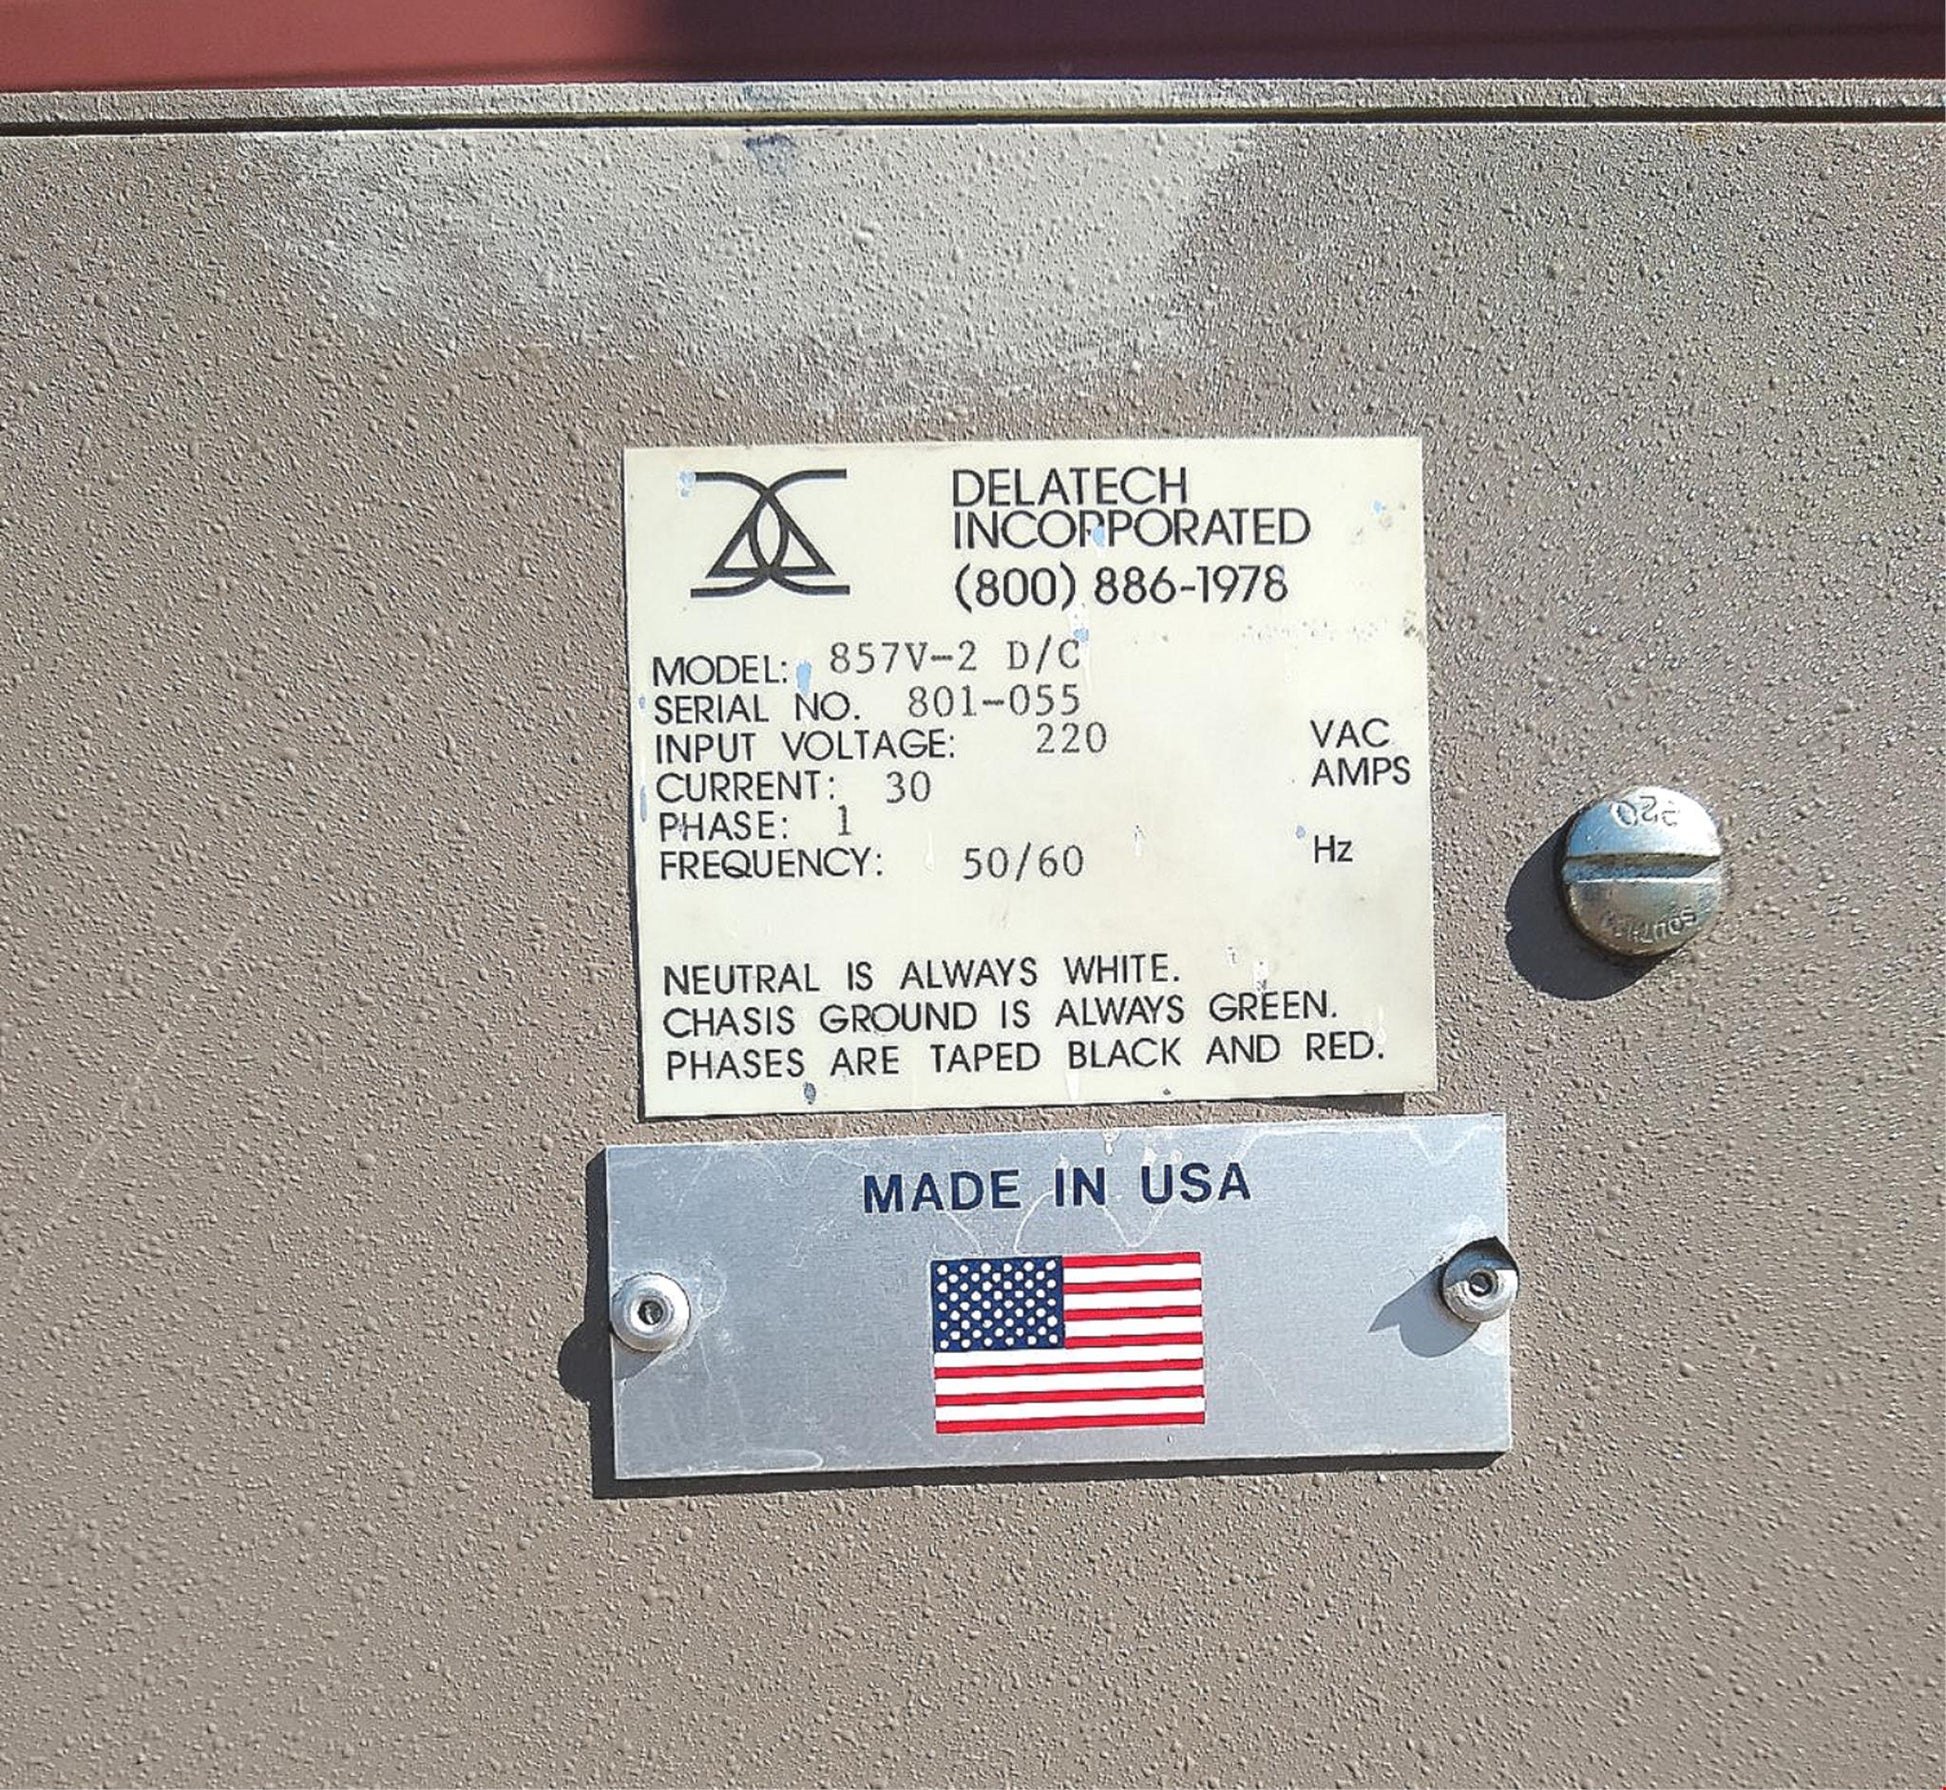 DELATECH
INCORPORATED
(800) 886-1978
MODEL: 857V-2 D/C
SERIAL NO. 801-055
INPUT VOLTAGE: 220 VAC
CURRENT: 30 AMPS
PHASE: 1
FREQUENCY: 50/60 Hz
NEUTRAL IS ALWAYS WHITE.
CHASIS GROUND IS ALWAYS GREEN.
PHASES ARE TAPED BLACK AND RED.
MADE IN USA